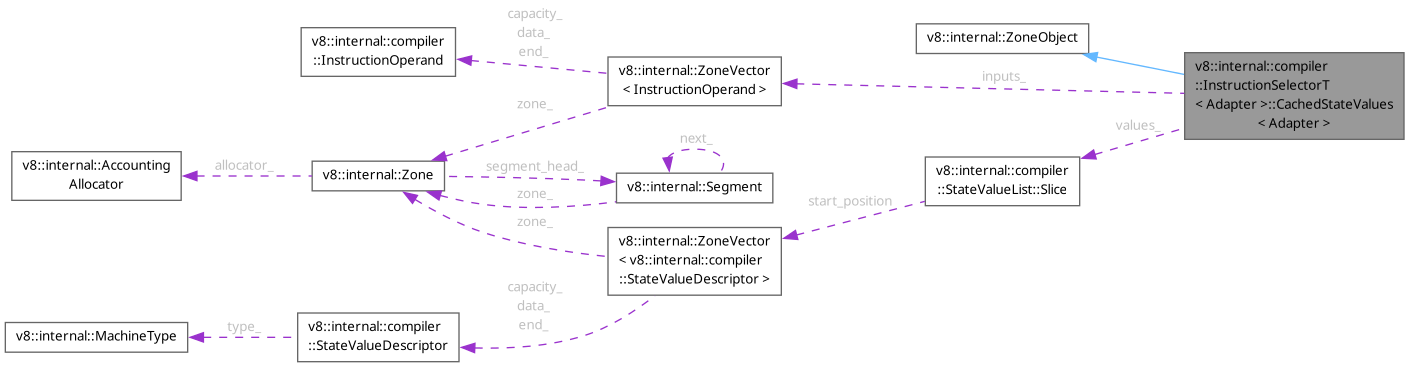 capacity_
data_
end_
v8::internal::compiler
::InstructionOperand
v8::internal::ZoneObject
v8::internal::ZoneVector
< InstructionOperand >
inputs_
v8::internal::compiler
::InstructionSelectorT
< Adapter >::CachedStateValues
< Adapter >
zone_
values_
v8::internal::Accounting
Allocator
allocator_
v8::internal::Zone
segment_head_
next_
v8::internal::Segment
zone_
v8::internal::compiler
::StateValueList::Slice
start_position
zone_
v8::internal::ZoneVector
< v8::internal::compiler
::StateValueDescriptor >
capacity_
data_
end_
v8::internal::MachineType
type_
v8::internal::compiler
::StateValueDescriptor